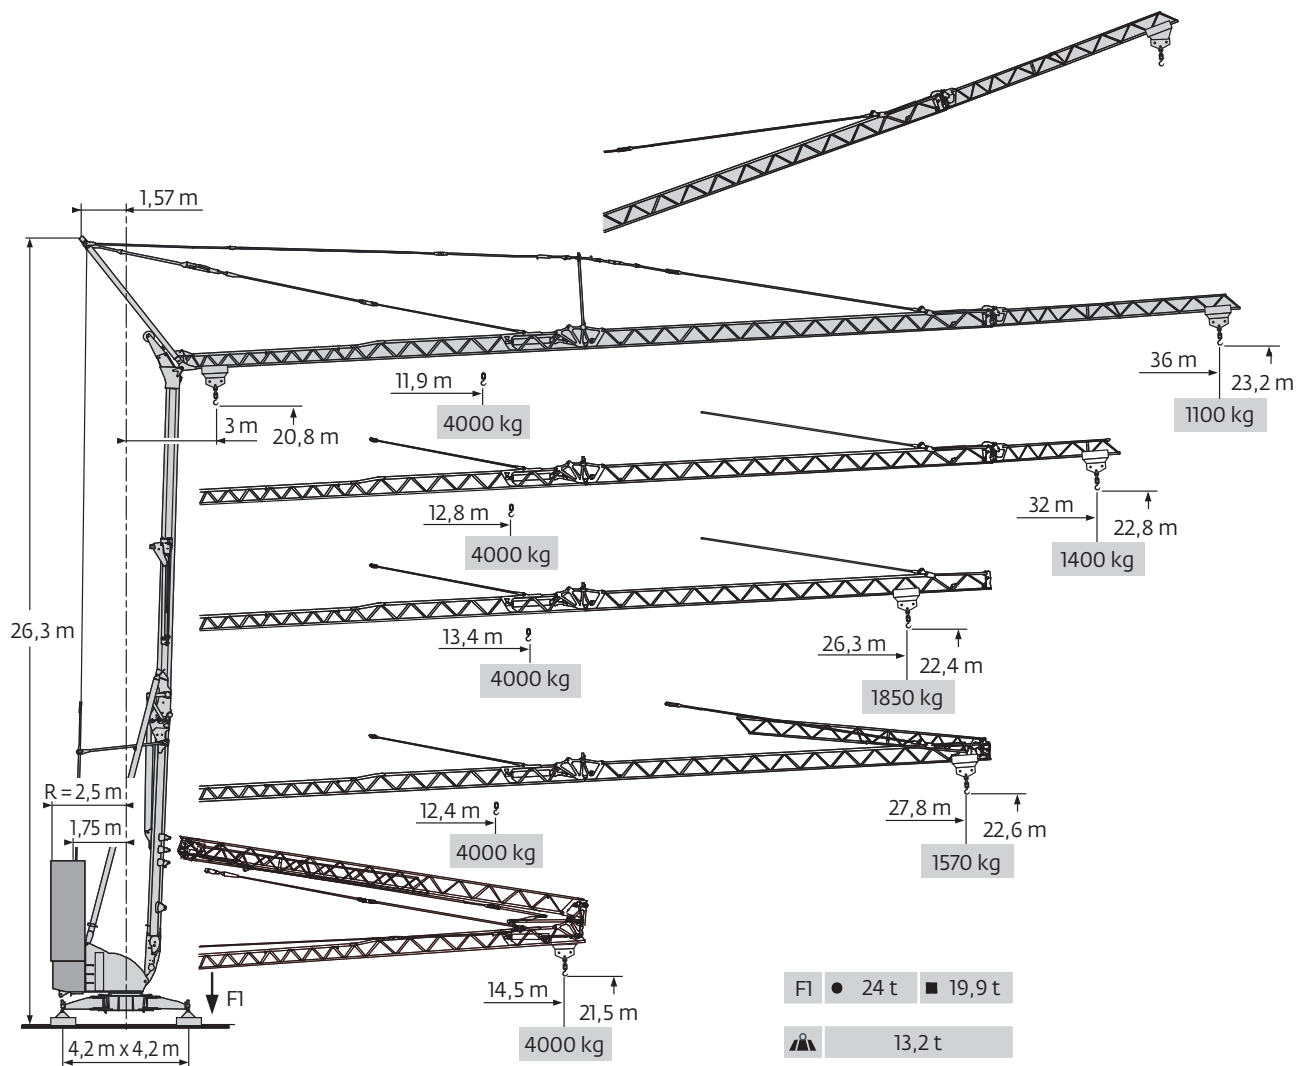 1,57 m
11,9 m
4000 kg
36 m
23,2 m
1100 kg
3 m
20,8 m
12,8 m
4000 kg
32 m
22,8 m
1400 kg
26,3 m
13,4 m
4000 kg
26,3 m
22,4 m
1850 kg
R = 2,5 m
1,75 m
12,4 m
4000 kg
27,8 m
22,6 m
1570 kg
14,5 m
21,5 m
4000 kg
F1
4,2 m x 4,2 m
F1 ● 24 t ■ 19,9 t
13,2 t